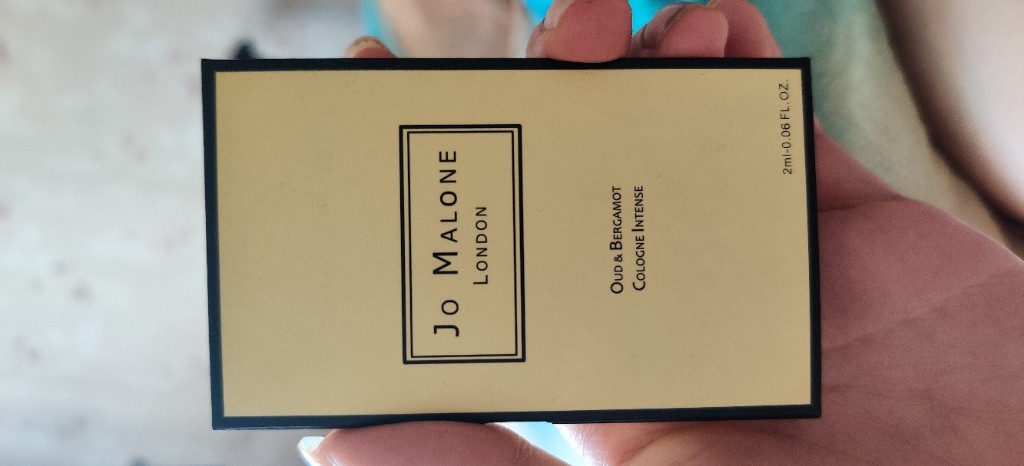 JO MALONE
LONDON
OUD & BERGAMOT
COLOGNE INTENSE
2ml-0.06 FL.OZ.